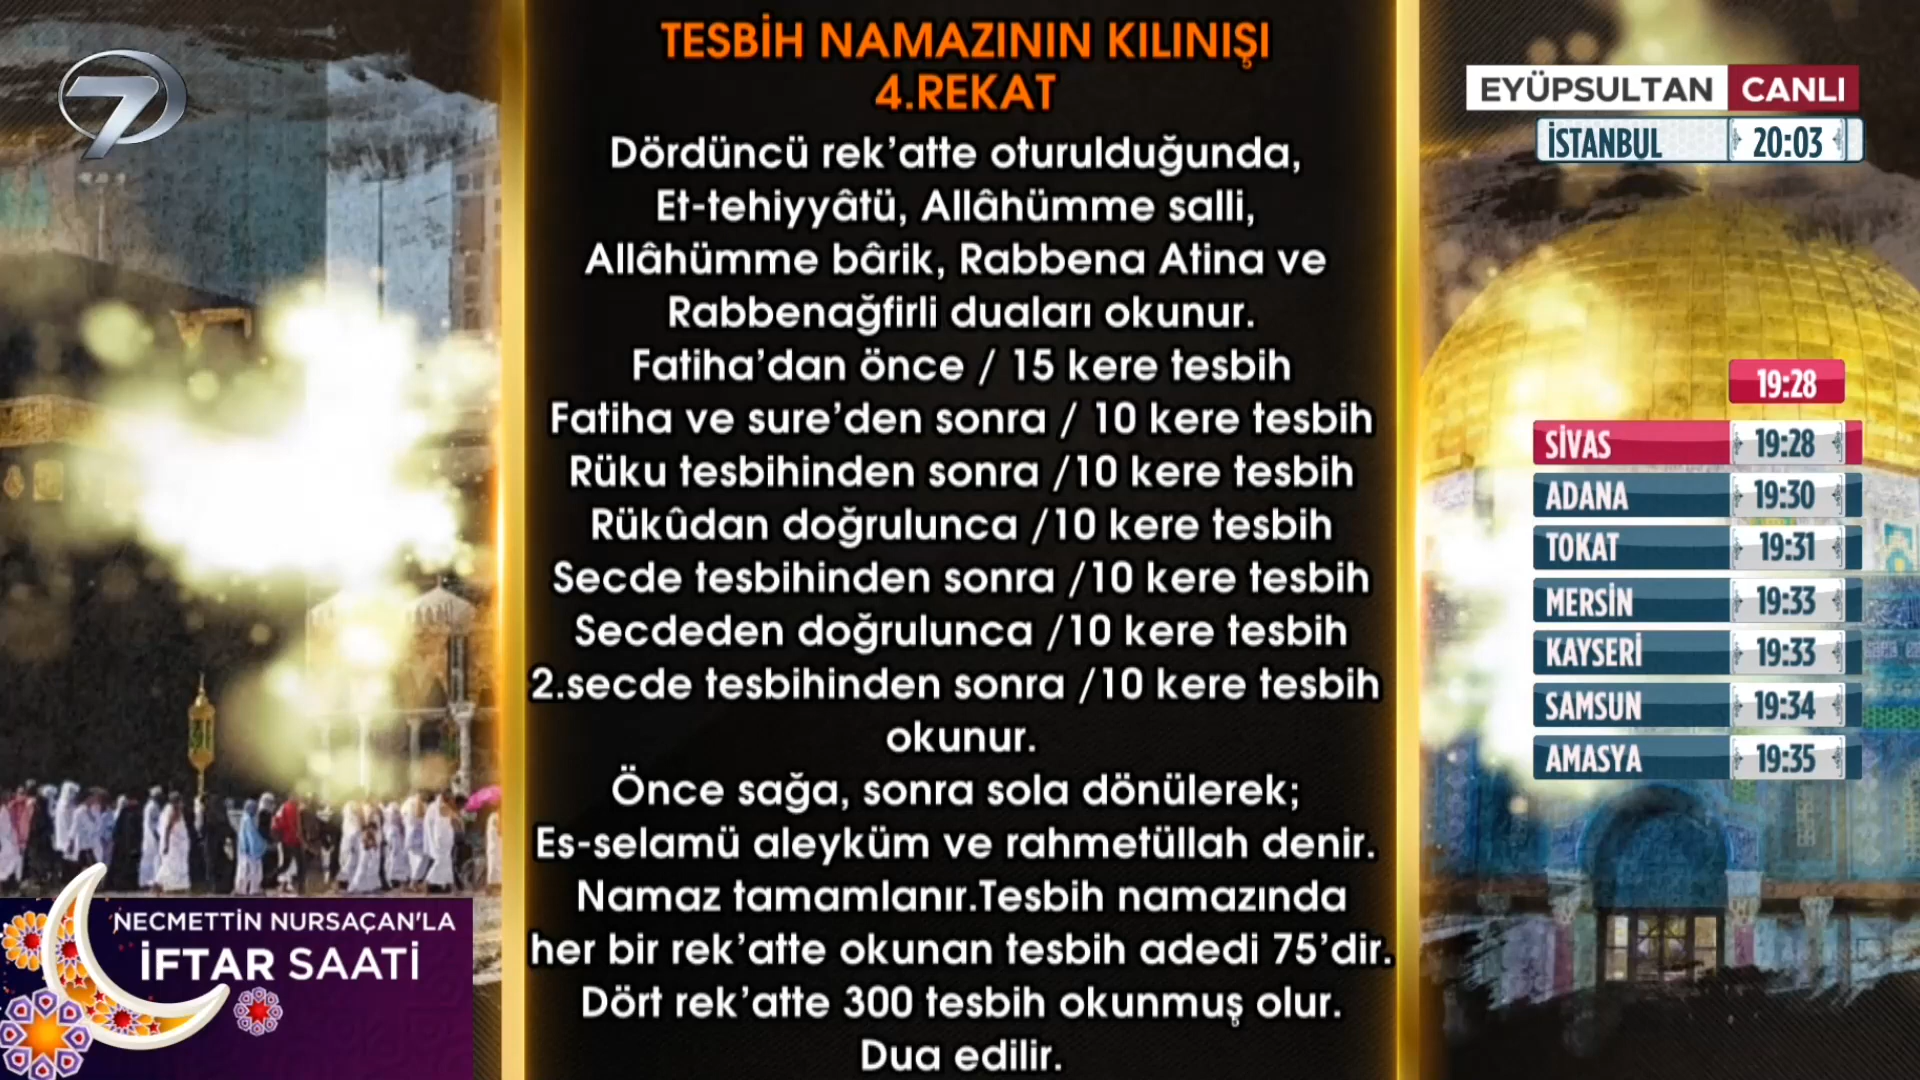 7
TESBİH NAMAZININ KILINIŞI
4.REKAT
Dördüncü rek'atte oturulduğunda,
Et-tehiyyâtü, Allâhümme salli,
Allâhümme bârik, Rabbena Atina ve
Rabbenağfirli duaları okunur.
Fatiha'dan önce / 15 kere tesbih
Fatiha ve sure'den sonra / 10 kere tesbih
Rüku tesbihinden sonra /10 kere tesbih
Rükûdan doğrulunca /10 kere tesbih
Secde tesbihinden sonra /10 kere tesbih
Secdeden doğrulunca /10 kere tesbih
2.secde tesbihinden sonra /10 kere tesbih
okunur.
Önce sağa, sonra sola dönülerek;
Es-selamü aleyküm ve rahmetüllah denir.
Namaz tamamlanır.Tesbih namazında
her bir rek'atte okunan tesbih adedi 75'dir.
Dört rek'atte 300 tesbih okunmuş olur.
Dua edilir.
EYÜPSULTAN CANLI
İSTANBUL 20:03
19:28
SİVAS 19:28
ADANA 19:30
TOKAT 19:31
MERSİN 19:33
KAYSERİ 19:33
SAMSUN 19:34
AMASYA 19:35
NECMETTİN NURSAÇAN'LA
İFTAR SAATİ